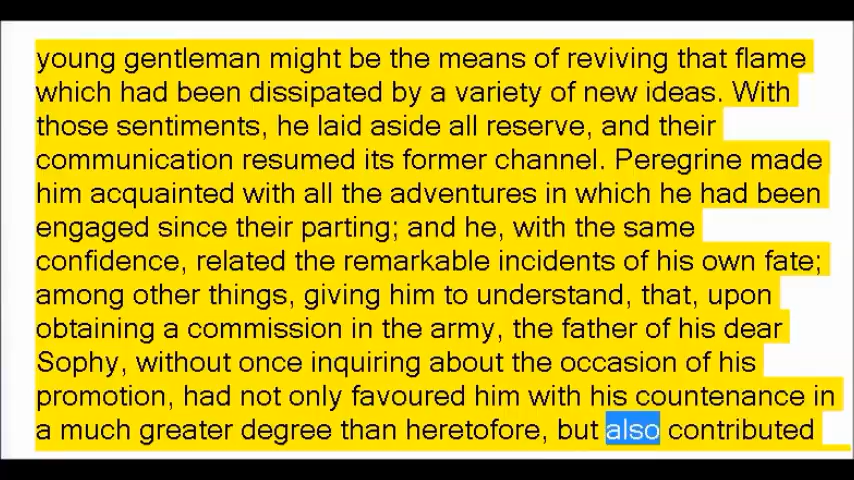 young gentleman might be the means of reviving that flame
which had been dissipated by a variety of new ideas. With
those sentiments, he laid aside all reserve, and their
communication resumed its former channel. Peregrine made
him acquainted with all the adventures in which he had been
engaged since their parting; and he, with the same
confidence, related the remarkable incidents of his own fate;
among other things, giving him to understand, that, upon
obtaining a commission in the army, the father of his dear
Sophy, without once inquiring about the occasion of his
promotion, had not only favoured him with his countenance in
a much greater degree than heretofore, but also contributed